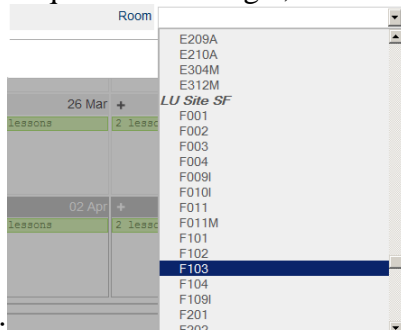 Room
E209A
E210A
E304M
E312M
26 Mar +
LU Site SF
lessons 2 lesso
F001
F002
F003
F004
F009I
F010I
02 Apr +
F011
lessons 2 lesso
F011M
F101
F102
F103
F104
F109I
F201
F202